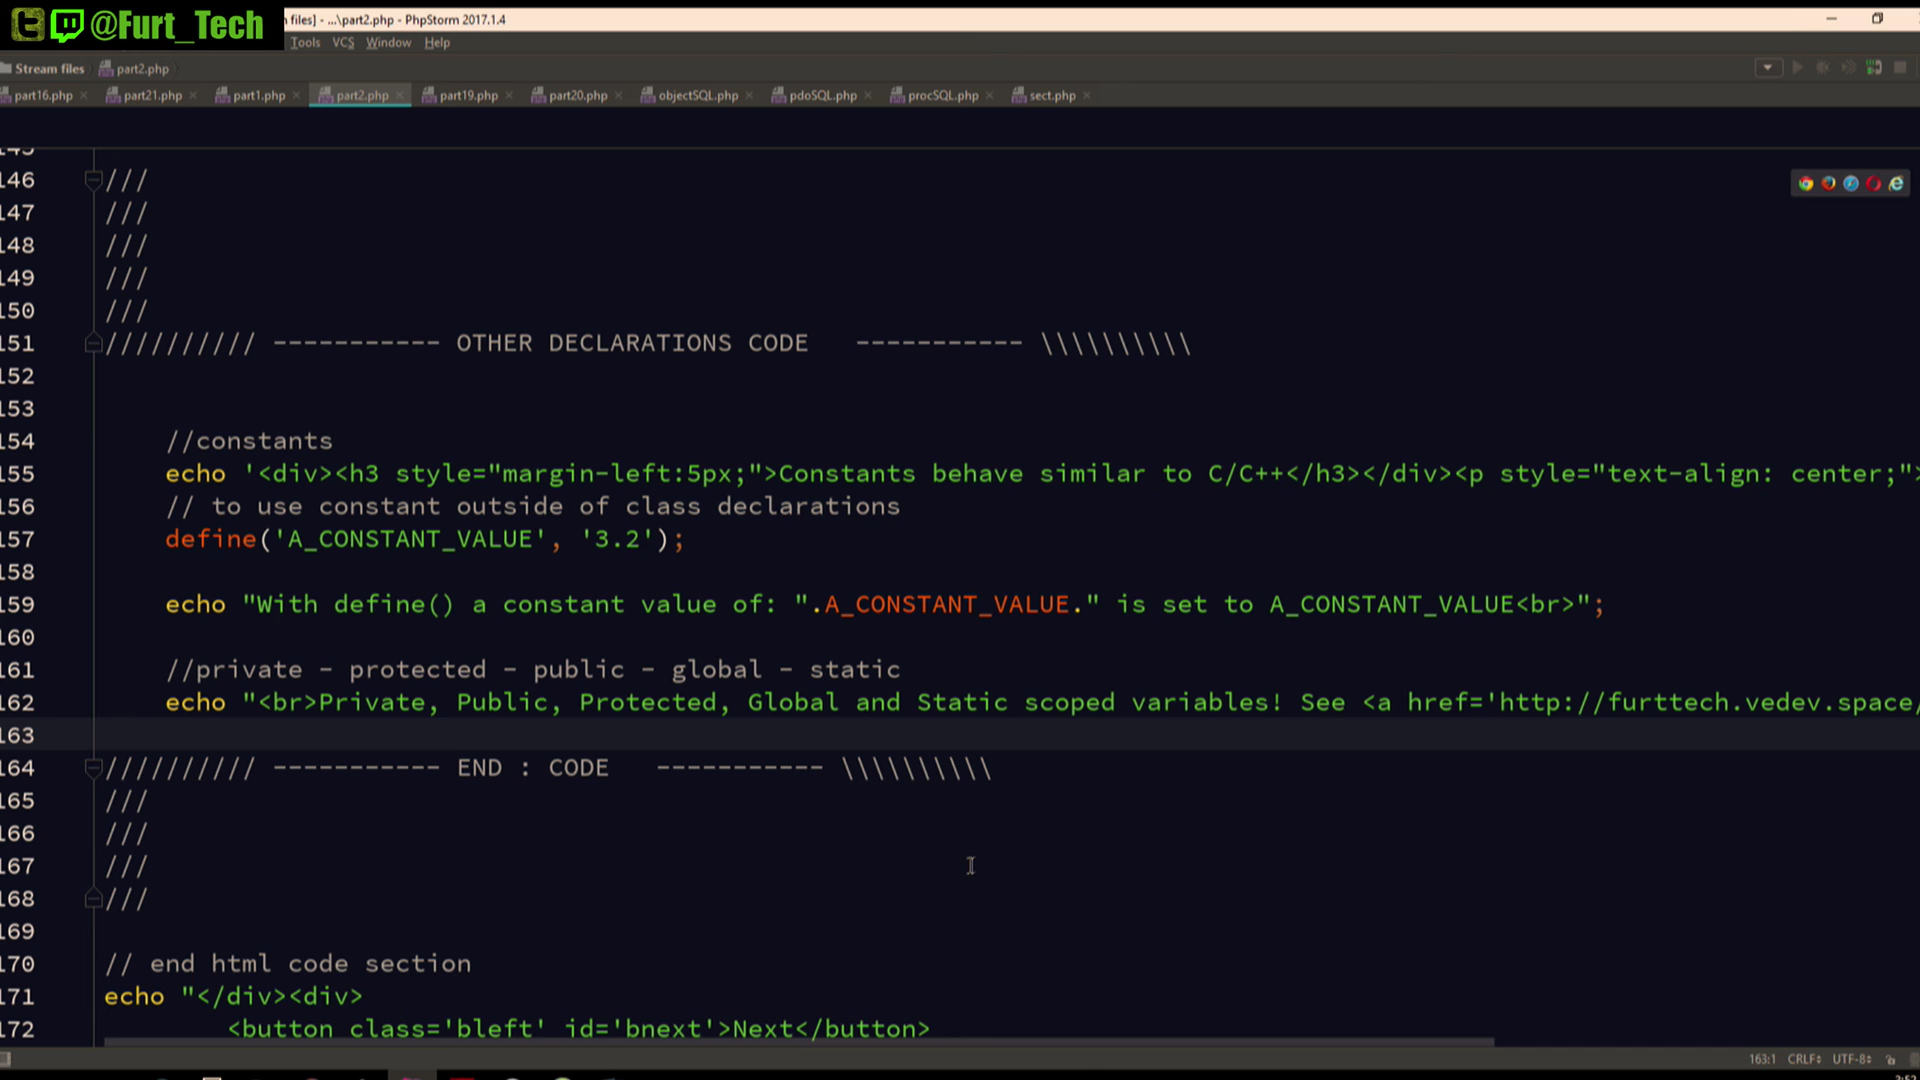 @Furt_Tech
files] - ...\part2.php - PhpStorm 2017.1.4
Tools VCS Window Help
Stream files part2.php
part16.php part21.php part1.php part2.php part19.php part20.php objectSQL.php pdoSQL.php procSQL.php sect.php
146 ///
147 ///
148 ///
149 ///
150 ///
151 ////////// ----------- OTHER DECLARATIONS CODE ----------- \\\\\\\\\\
152
153
154 //constants
155 echo '<div><h3 style="margin-left:5px;">Constants behave similar to C/C++</h3></div><p style="text-align: center;">
156 // to use constant outside of class declarations
157 define('A_CONSTANT_VALUE', '3.2');
158
159 echo "With define() a constant value of: ".A_CONSTANT_VALUE." is set to A_CONSTANT_VALUE<br>";
160
161 //private - protected - public - global - static
162 echo "<br>Private, Public, Protected, Global and Static scoped variables! See <a href='http://furttech.vedev.space/
163
164 ////////// ----------- END : CODE ----------- \\\\\\\\\\
165 ///
166 ///
167 ///
168 ///
169
170 // end html code section
171 echo "</div><div>
172 <button class='bleft' id='bnext'>Next</button>
163:1 CRLF UTF-8